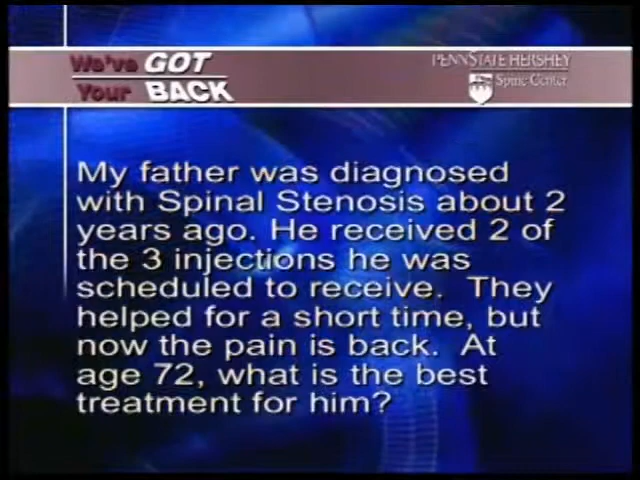 We've GOT
Your BACK
PENNSTATE HERSHEY
Spine Center
My father was diagnosed
with Spinal Stenosis about 2
years ago. He received 2 of
the 3 injections he was
scheduled to receive. They
helped for a short time, but
now the pain is back. At
age 72, what is the best
treatment for him?